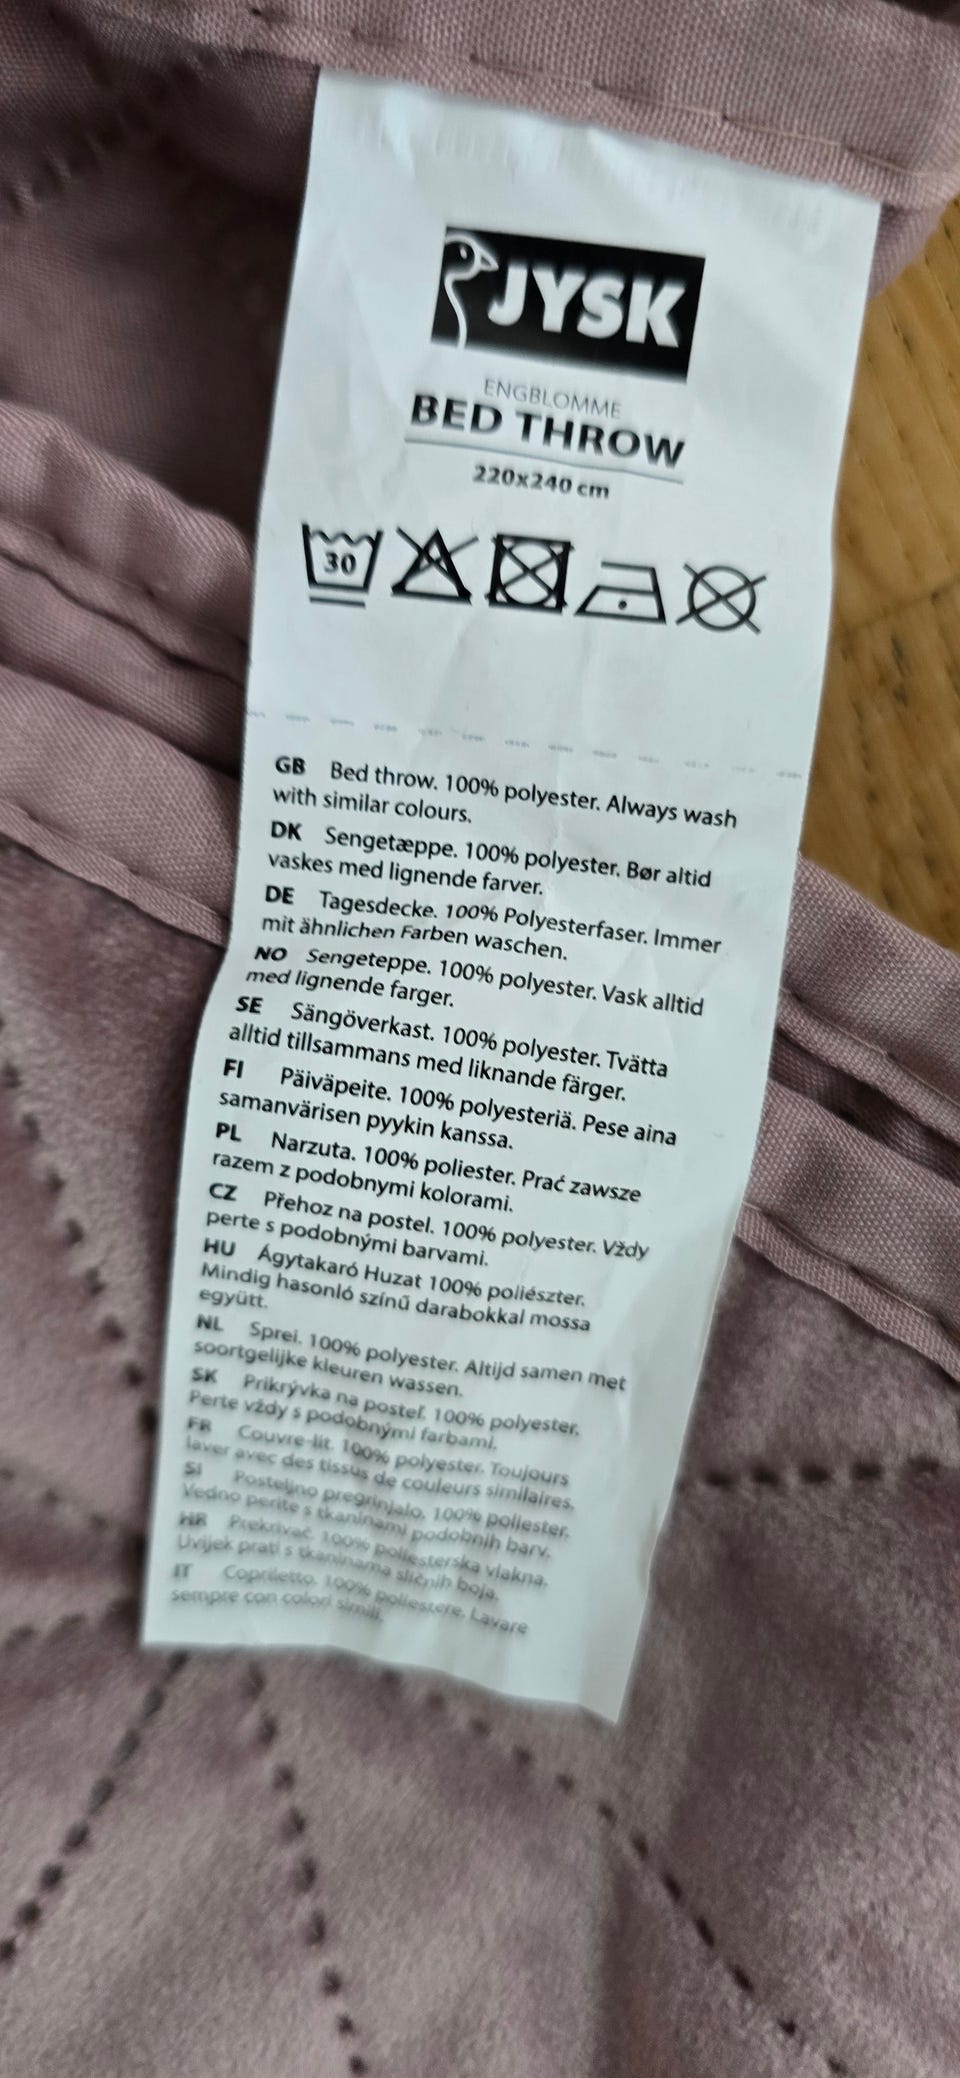 JYSK
ENGBLOMME
BED THROW
220x240 cm
30
GB Bed throw. 100% polyester. Always wash
with similar colours.
DK Sengetæppe. 100% polyester. Bør altid
vaskes med lignende farver.
DE Tagesdecke. 100% Polyesterfaser. Immer
mit ähnlichen Farben waschen.
NO Sengeteppe. 100% polyester. Vask alltid
med lignende farger.
SE Sängöverkast. 100% polyester. Tvätta
alltid tillsammans med liknande färger.
FI Päiväpeite. 100% polyesteriä. Pese aina
samanvärisen pyykin kanssa.
PL Narzuta. 100% poliester. Prać zawsze
razem z podobnymi kolorami.
CZ Přehoz na postel. 100% polyester. Vždy
perte s podobnými barvami.
HU Ágytakaró Huzat 100% poliészter.
Mindig hasonló színű darabokkal mossa
együtt.
NL Sprei. 100% polyester. Altijd samen met
soortgelijke kleuren wassen.
SK Prikrývka na posteľ. 100% polyester.
Perte vždy s podobnými farbami.
FR Couvre-lit. 100% polyester. Toujours
laver avec des tissus de couleurs similaires.
SI Posteljno pregrinjalo. 100% poliester.
Vedno perite s tkaninami podobnih barv.
HR Prekrivač. 100% poliesterska vlakna.
Uvijek prati s tkaninama sličnih boja.
IT Copriletto. 100% poliestere. Lavare
sempre con colori simili.